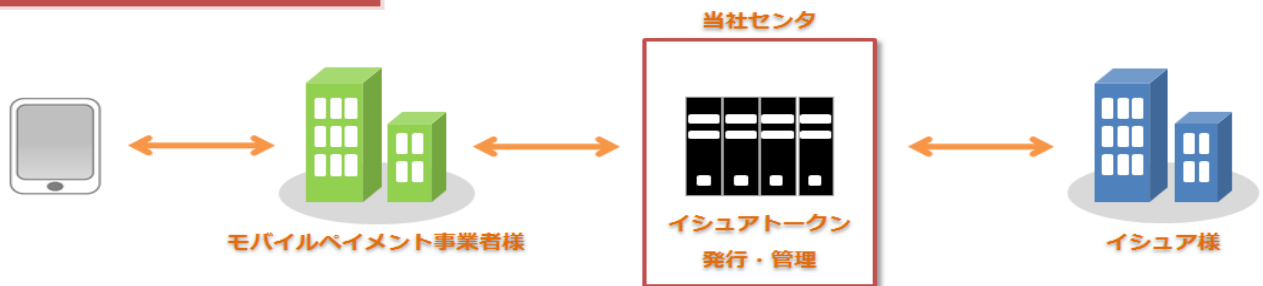 当社センタ
モバイルペイメント事業者様
イシュアトークン
発行・管理
イシュア様